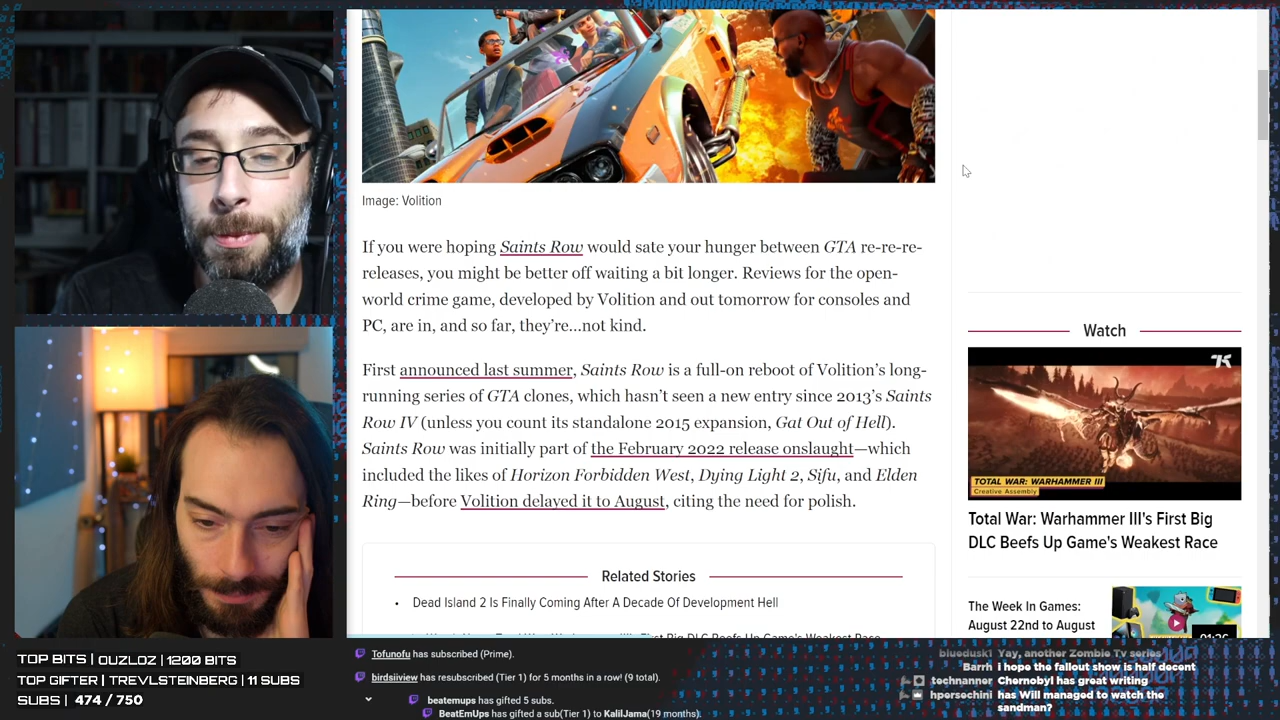 Image: Volition
If you were hoping Saints Row would sate your hunger between GTA re-re-re-
releases, you might be better off waiting a bit longer. Reviews for the open-
world crime game, developed by Volition and out tomorrow for consoles and
PC, are in, and so far, they're...not kind.
First announced last summer, Saints Row is a full-on reboot of Volition's long-
running series of GTA clones, which hasn't seen a new entry since 2013's Saints
Row IV (unless you count its standalone 2015 expansion, Gat Out of Hell).
Saints Row was initially part of the February 2022 release onslaught—which
included the likes of Horizon Forbidden West, Dying Light 2, Sifu, and Elden
Ring—before Volition delayed it to August, citing the need for polish.
Related Stories
• Dead Island 2 Is Finally Coming After A Decade Of Development Hell
Watch
TOTAL WAR: WARHAMMER III
Creative Assembly
Total War: Warhammer III's First Big
DLC Beefs Up Game's Weakest Race
The Week In Games:
August 22nd to August
TOP BITS | OUZLOZ | 1200 BITS
TOP GIFTER | TREVLSTEINBERG | 11 SUBS
SUBS | 474 / 750
Tofunofu has subscribed (Prime).
birdsiiview has resubscribed (Tier 1) for 5 months in a row! (9 total).
beatemups has gifted 5 subs.
BeatEmUps has gifted a sub(Tier 1) to KalilJama(19 months).
bluedusk1 Yay, another Zombie Tv series
Barrh i hope the fallout show is half decent
technanner Chernobyl has great writing
hpersechini has Will managed to watch the
sandman?